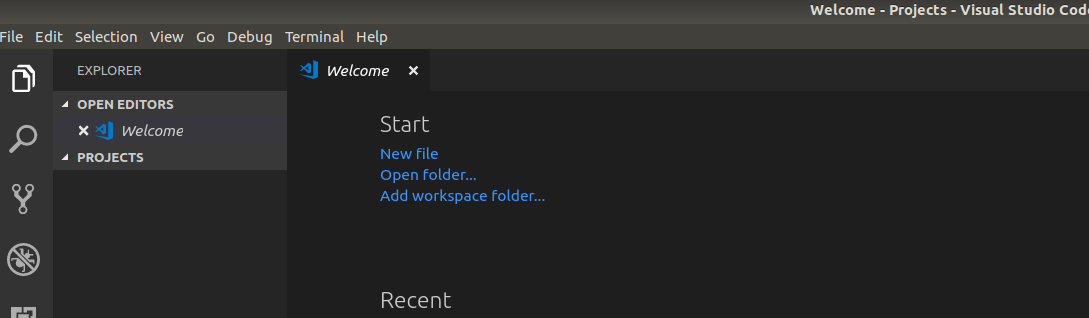 Welcome - Projects - Visual Studio Code
File Edit Selection View Go Debug Terminal Help
EXPLORER
OPEN EDITORS
Welcome
PROJECTS
Welcome
Start
New file
Open folder...
Add workspace folder...
Recent